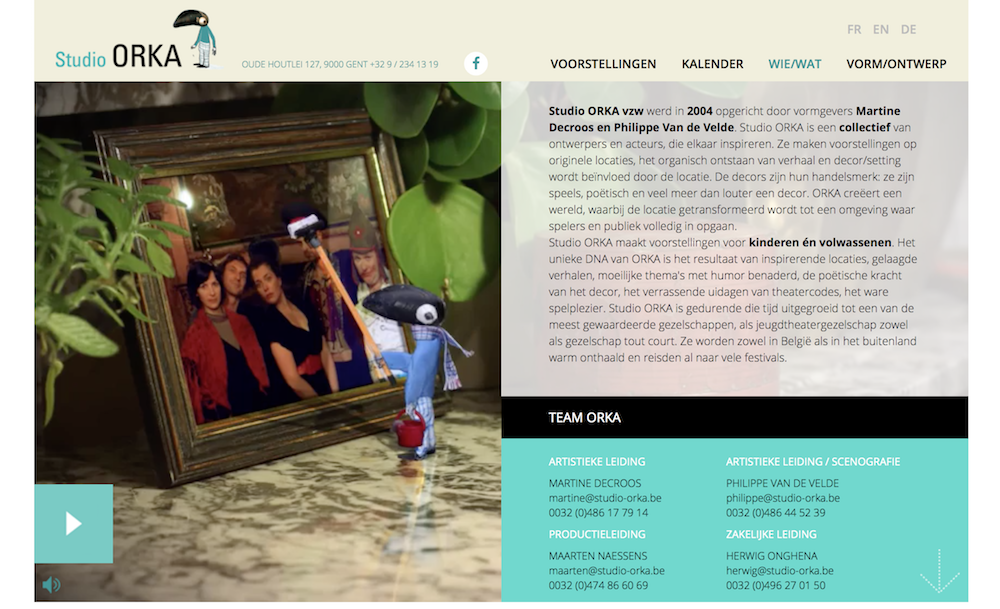 Studio ORKA
OUDE HOUTLEI 127, 9000 GENT +32 9 / 234 13 19
f
FR EN DE
VOORSTELLINGEN KALENDER WIE/WAT VORM/ONTWERP
Studio ORKA vzw werd in 2004 opgericht door vormgevers Martine
Decroos en Philippe Van de Velde. Studio ORKA is een collectief van
ontwerpers en acteurs, die elkaar inspireren. Ze maken voorstellingen op
originele locaties, het organisch ontstaan van verhaal en decor/setting
wordt beïnvloed door de locatie. De decors zijn hun handelsmerk: ze zijn
speels, poëtisch en veel meer dan louter een decor. ORKA creëert een
wereld, waarbij de locatie getransformeerd wordt tot een omgeving waar
spelers en publiek volledig in opgaan.
Studio ORKA maakt voorstellingen voor kinderen én volwassenen. Het
unieke DNA van ORKA is het resultaat van inspirerende locaties, gelaagde
verhalen, moeilijke thema's met humor benaderd, de poëtische kracht
van het decor, het verrassende uidagen van theatercodes, het ware
spelplezier. Studio ORKA is gedurende die tijd uitgegroeid tot een van de
meest gewaardeerde gezelschappen, als jeugdtheatergezelschap zowel
als gezelschap tout court. Ze worden zowel in België als in het buitenland
warm onthaald en reisden al naar vele festivals.
TEAM ORKA
ARTISTIEKE LEIDING
MARTINE DECROOS
martine@studio-orka.be
0032 (0)486 17 79 14
ARTISTIEKE LEIDING / SCENOGRAFIE
PHILIPPE VAN DE VELDE
philippe@studio-orka.be
0032 (0)486 44 52 39
PRODUCTIELEIDING
MAARTEN NAESSENS
maarten@studio-orka.be
0032 (0)474 86 60 69
ZAKELIJKE LEIDING
HERWIG ONGHENA
herwig@studio-orka.be
0032 (0)496 27 01 50